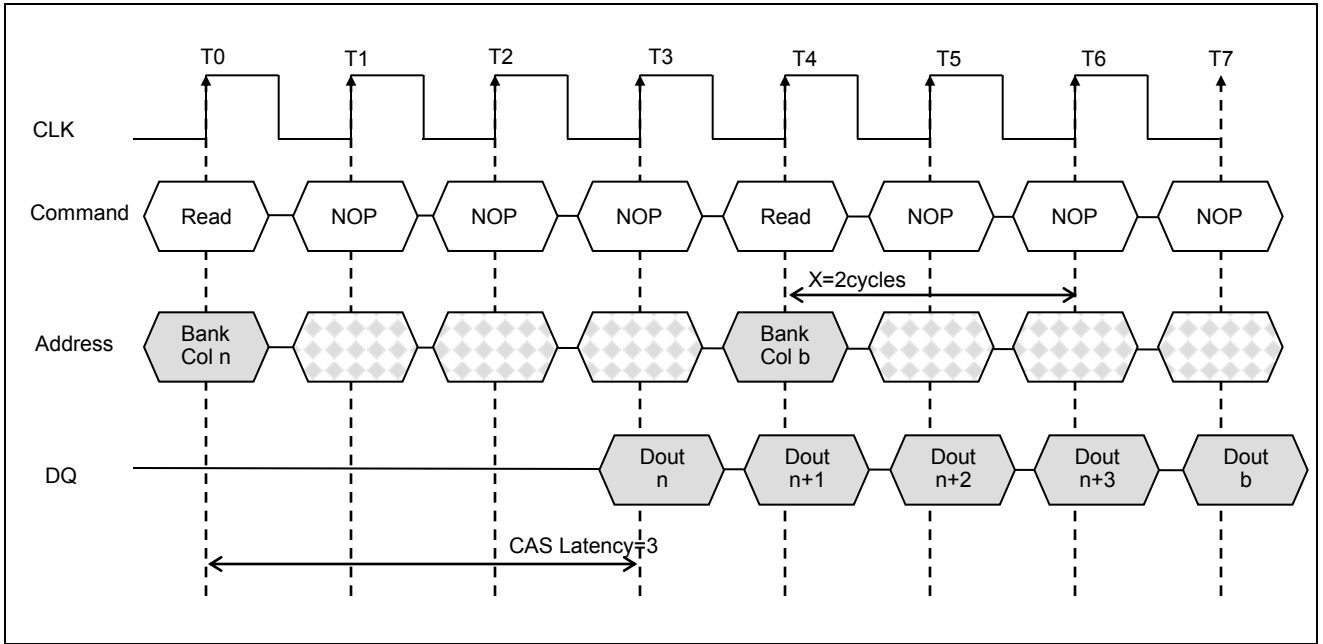 T0 T1 T2 T3 T4 T5 T6 T7
CLK
Command Read NOP NOP NOP Read NOP NOP NOP
X=2cycles
Address
Bank
Col n
Bank
Col b
DQ
Dout
n
Dout
n+1
Dout
n+2
Dout
n+3
Dout
b
CAS Latency=3